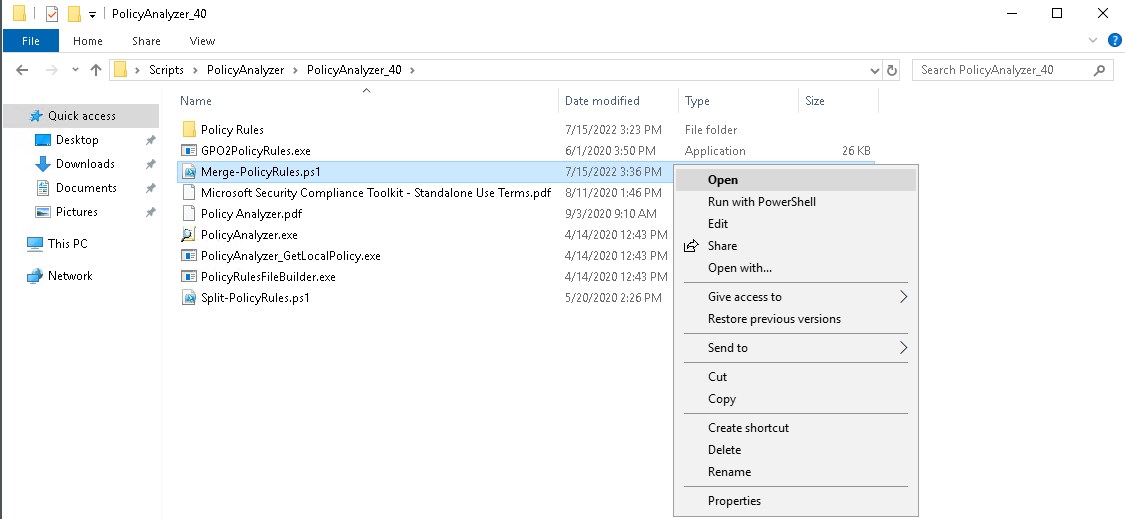 PolicyAnalyzer_40
File Home Share View
Scripts PolicyAnalyzer PolicyAnalyzer_40 Search PolicyAnalyzer_40
Name Date modified Type Size
Quick access
Desktop
Downloads
Documents
Pictures
This PC
Network
Policy Rules 7/15/2022 3:23 PM File folder
GPO2PolicyRules.exe 6/1/2020 3:50 PM Application 26 KB
Merge-PolicyRules.ps1 7/15/2022 3:36 PM
Microsoft Security Compliance Toolkit - Standalone Use Terms.pdf 8/11/2020 1:46 PM
Policy Analyzer.pdf 9/3/2020 9:10 AM
PolicyAnalyzer.exe 4/14/2020 12:43 PM
PolicyAnalyzer_GetLocalPolicy.exe 4/14/2020 12:43 PM
PolicyRulesFileBuilder.exe 4/14/2020 12:43 PM
Split-PolicyRules.ps1 5/20/2020 2:26 PM
Open
Run with PowerShell
Edit
Share
Open with...
Give access to
Restore previous versions
Send to
Cut
Copy
Create shortcut
Delete
Rename
Properties